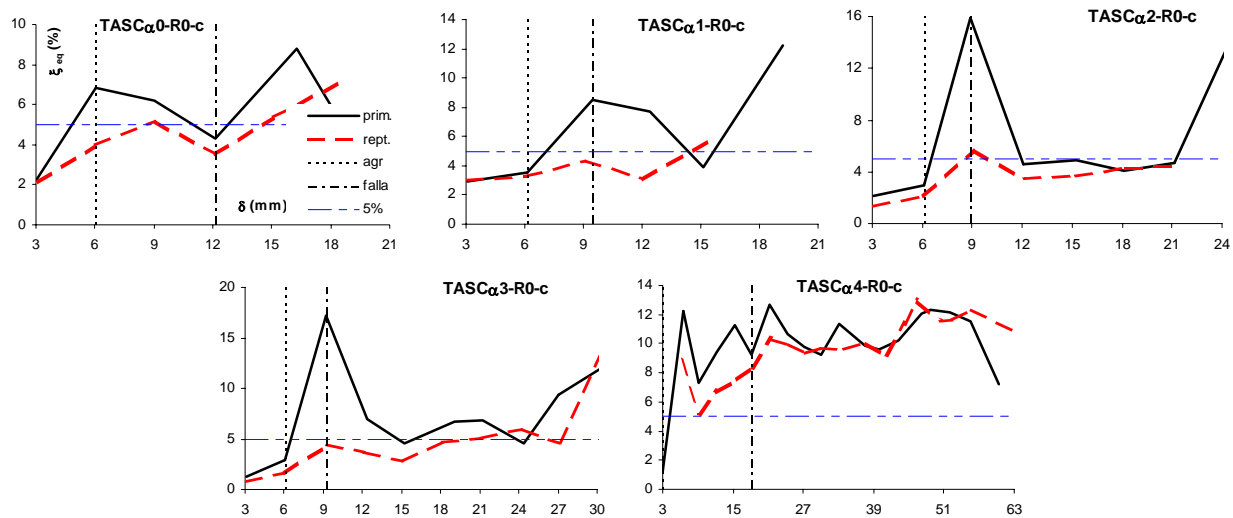 TASCα0-R0-c
ξ eq (%)
10
8
6
4
2
0
3 6 9 12 15 18 21
δ (mm)
prim.
rept.
agr
falla
5%
TASCα1-R0-c
14
12
10
8
6
4
2
0
3 6 9 12 15 18 21
TASCα2-R0-c
16
12
8
4
0
3 6 9 12 15 18 21 24
TASCα3-R0-c
20
15
10
5
0
3 6 9 12 15 18 21 24 27 30
TASCα4-R0-c
14
12
10
8
6
4
2
0
3 15 27 39 51 63